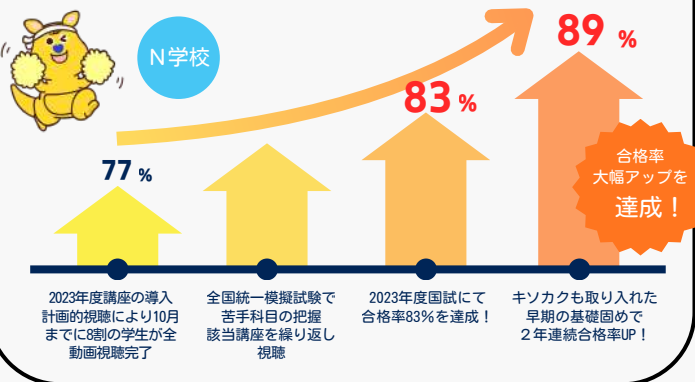 N学校
77 %
83 %
89 %
合格率
大幅アップを
達成！
2023年度講座の導入
計画的視聴により10月
までに8割の学生が全
動画視聴完了
全国統一模擬試験で
苦手科目の把握
該当講座を繰り返し
視聴
2023年度国試にて
合格率83%を達成！
キソカクも取り入れた
早期の基礎固めで
２年連続合格率UP！